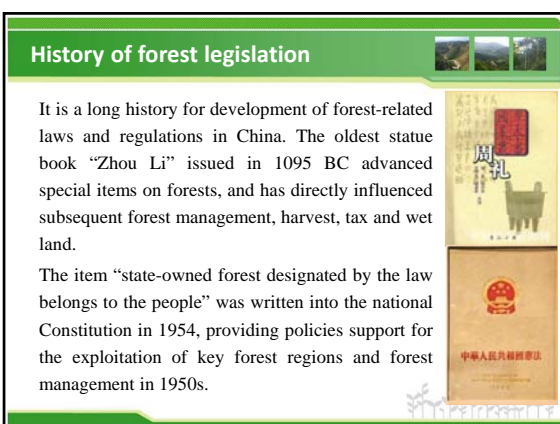 History of forest legislation
It is a long history for development of forest-related
laws and regulations in China. The oldest statue
book “Zhou Li” issued in 1095 BC advanced
special items on forests, and has directly influenced
subsequent forest management, harvest, tax and wet
land.
The item “state-owned forest designated by the law
belongs to the people” was written into the national
Constitution in 1954, providing policies support for
the exploitation of key forest regions and forest
management in 1950s.
周礼
中華人民共和國憲法